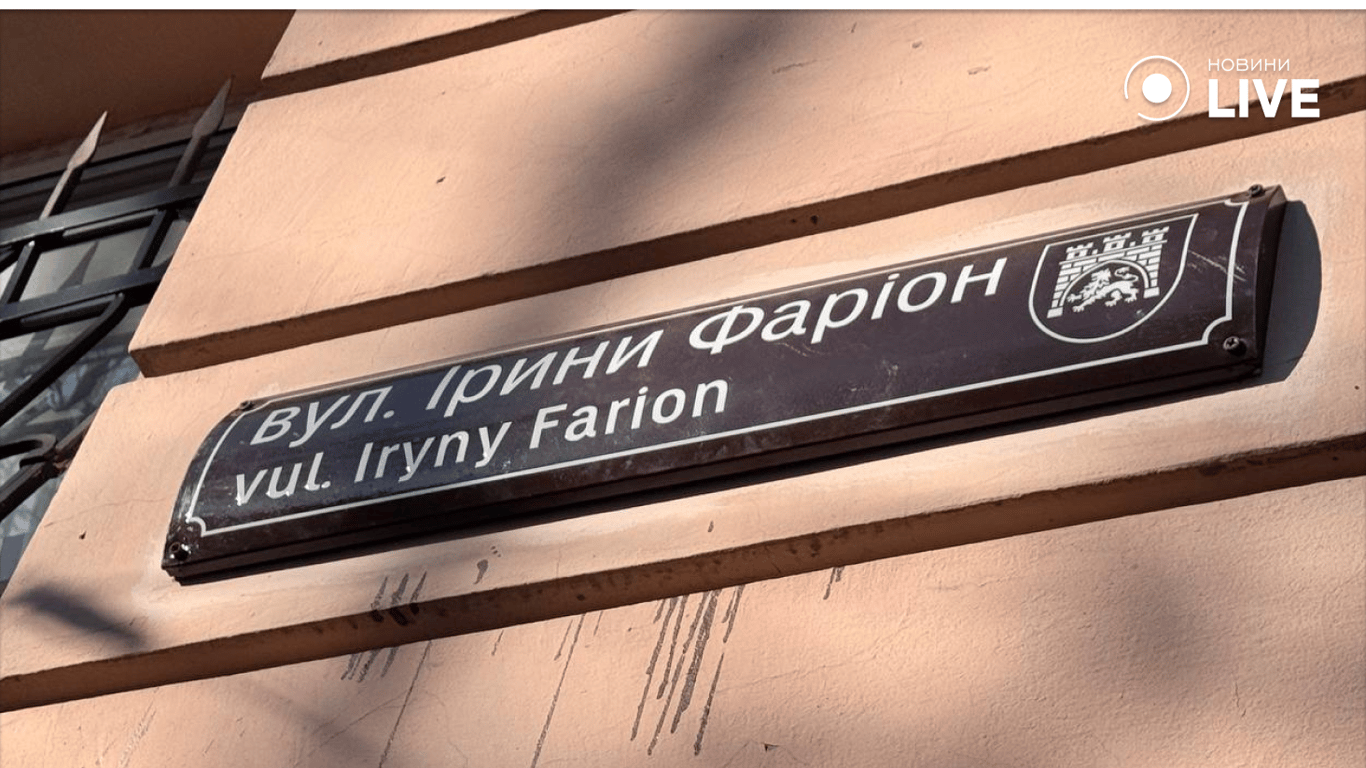 НОВИНИ
LIVE
вул. Ірини Фаріон
vul. Iryny Farion